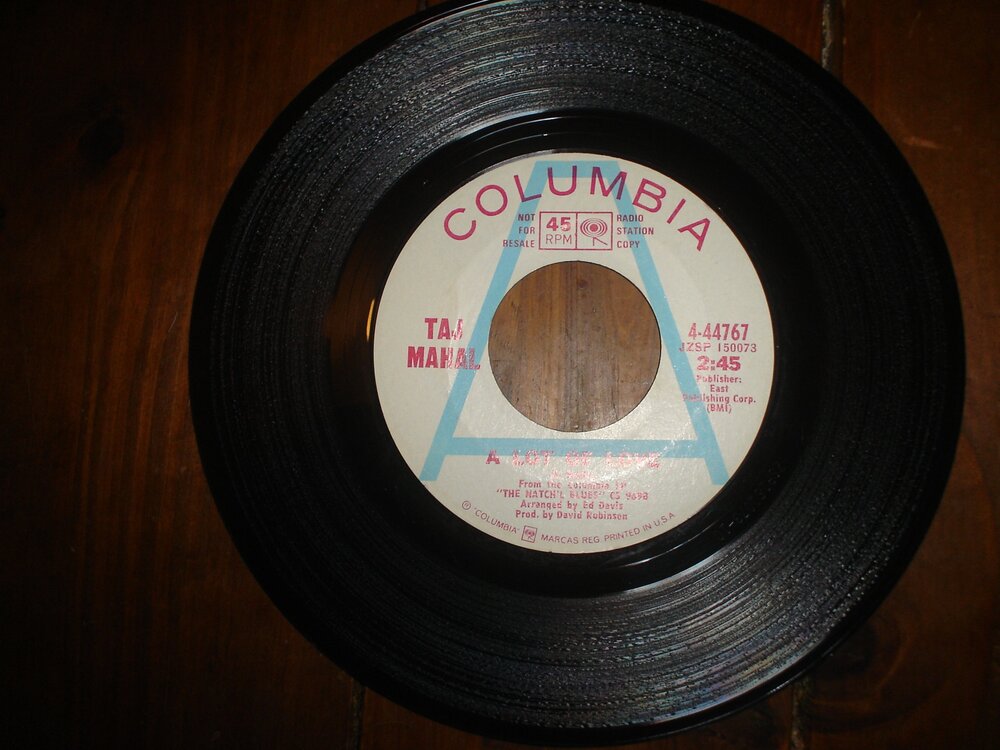 COLUMBIA
NOT FOR RESALE
45 RPM
RADIO STATION COPY
TAJ
MAHAL
4-44767
JZSP 150073
2:45
Publisher:
East
Publishing Corp.
(BMI)
A LOT OF LOVE
From the Columbia LP
"THE NATCH'L BLUES" CS 9698
Arranged by Ed Davis
Prod. by David Robinson
℗ "COLUMBIA" MARCAS REG. PRINTED IN U.S.A
A